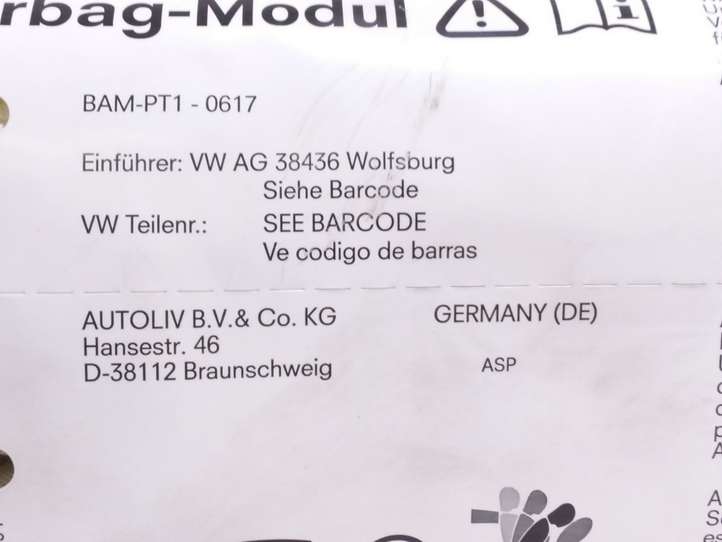 rbag-Modul
BAM-PT1 - 0617
Einführer: VW AG 38436 Wolfsburg
Siehe Barcode
VW Teilenr.: SEE BARCODE
Ve codigo de barras
AUTOLIV B.V.& Co. KG GERMANY (DE)
Hansestr. 46
D-38112 Braunschweig ASP